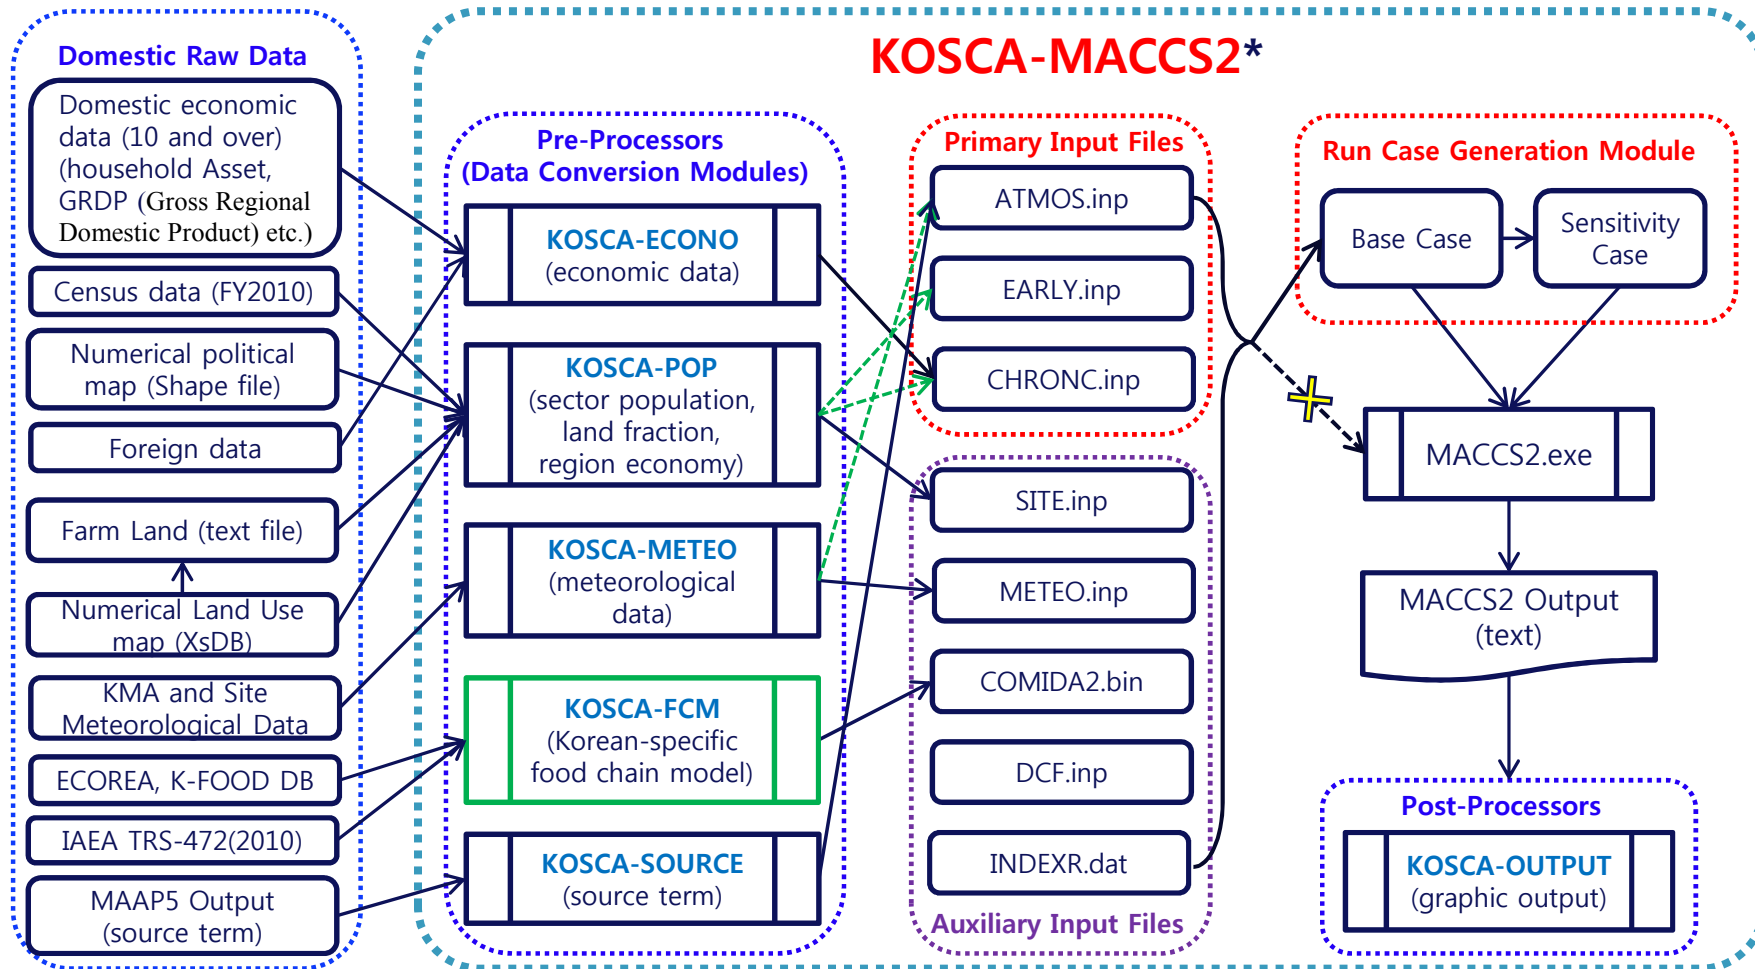 KOSCA-MACCS2*
Domestic Raw Data
Domestic economic
data (10 and over)
(household Asset,
GRDP (Gross Regional
Domestic Product) etc.)
Census data (FY2010)
Numerical political
map (Shape file)
Foreign data
Farm Land (text file)
Numerical Land Use
map (XsDB)
KMA and Site
Meteorological Data
ECOREA, K-FOOD DB
IAEA TRS-472(2010)
MAAP5 Output
(source term)
Pre-Processors
(Data Conversion Modules)
KOSCA-ECONO
(economic data)
KOSCA-POP
(sector population,
land fraction,
region economy)
KOSCA-METEO
(meteorological
data)
KOSCA-FCM
(Korean-specific
food chain model)
KOSCA-SOURCE
(source term)
Primary Input Files
ATMOS.inp
EARLY.inp
CHRONC.inp
SITE.inp
METEO.inp
COMIDA2.bin
DCF.inp
INDEXR.dat
Auxiliary Input Files
Run Case Generation Module
Base Case
Sensitivity
Case
MACCS2.exe
MACCS2 Output
(text)
Post-Processors
KOSCA-OUTPUT
(graphic output)